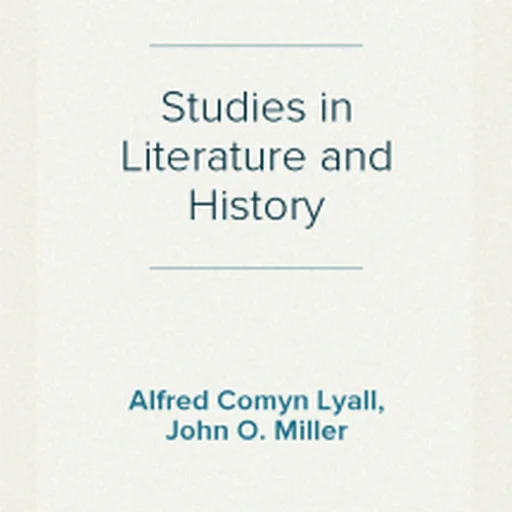 Studies in
Literature and
History
Alfred Comyn Lyall,
John O. Miller